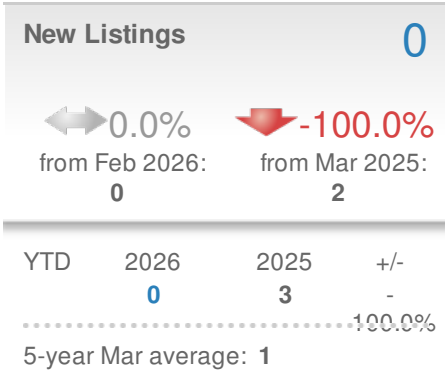 New Listings 0
0.0% -100.0%
from Feb 2026: from Mar 2025:
0 2
YTD 2026 2025 +/-
0 3 -
100.0%
5-year Mar average: 1